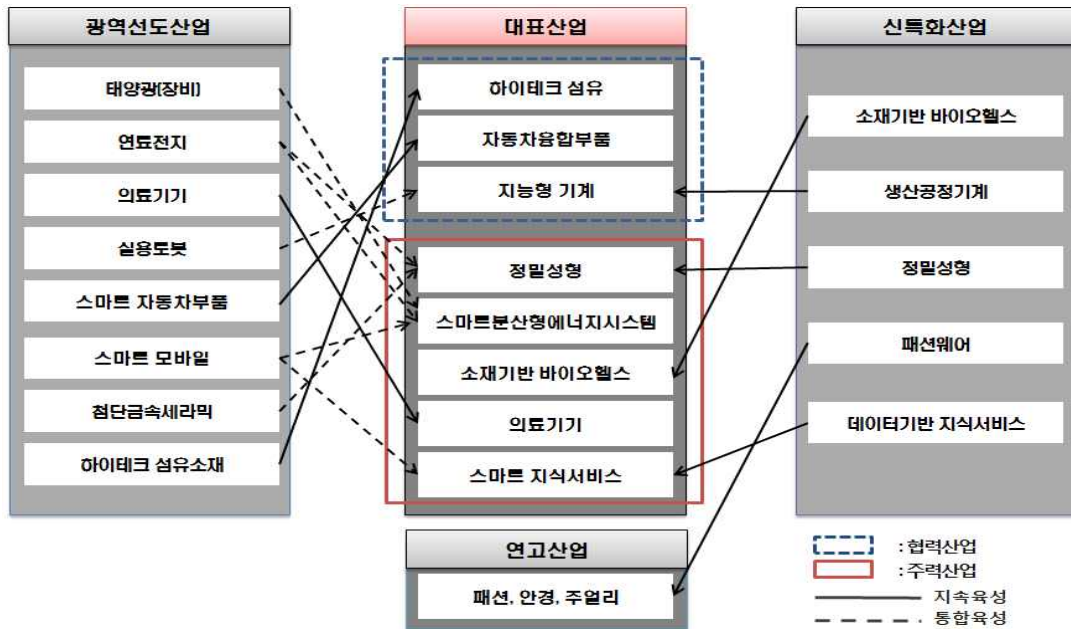 광역선도산업
태양광(장비)
연료전지
의료기기
실용로봇
스마트 자동차부품
스마트 모바일
첨단금속세라믹
하이테크 섬유소재
대표산업
하이테크 섬유
자동차융합부품
지능형 기계
정밀성형
스마트분산형에너지시스템
소재기반 바이오헬스
의료기기
스마트 지식서비스
연고산업
패션, 안경, 주얼리
신특화산업
소재기반 바이오헬스
생산공정기계
정밀성형
패션웨어
데이터기반 지식서비스
: 협력산업
: 주력산업
지속육성
통합육성